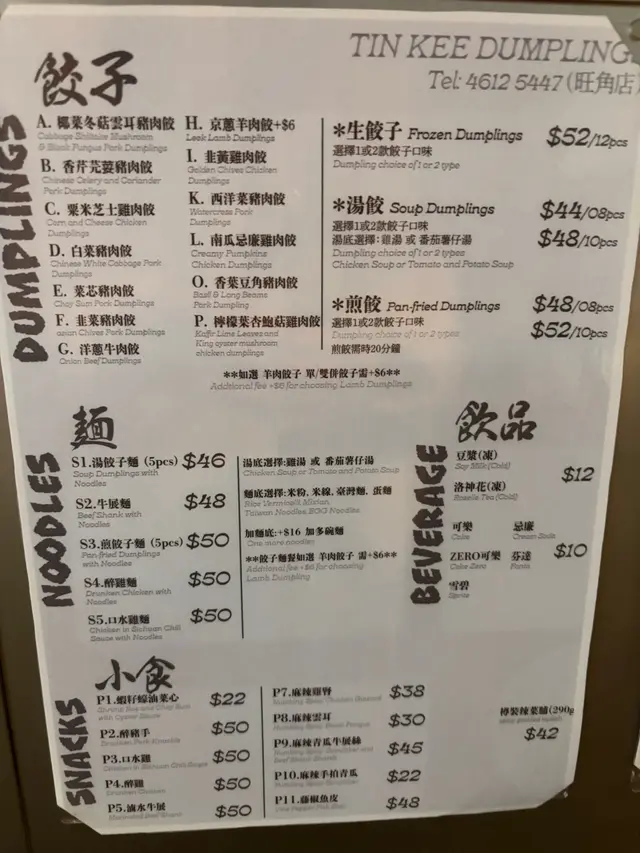 TIN KEE DUMPLING
Tel: 4612 5447 (旺角店)
餃子
DUMPLINGS
A. 椰菜冬菇雲耳豬肉餃
Cabbage Shiitake Mushroom
& Black Fungus Pork Dumplings
B. 香芹芫荽豬肉餃
Chinese Celery and Coriander
Pork Dumplings
C. 粟米芝士雞肉餃
Corn and Cheese Chicken
Dumplings
D. 白菜豬肉餃
Chinese White Cabbage Pork
Dumplings
E. 菜芯豬肉餃
Choy Sum Pork Dumpling
F. 韭菜豬肉餃
asian Chives Pork Dumplings
G. 洋蔥牛肉餃
Onion Beef Dumplings
H. 京蔥羊肉餃+$6
Leek Lamb Dumplings
I. 韭黃雞肉餃
Golden Chives Chicken
Dumplings
K. 西洋菜豬肉餃
Watercress Pork
Dumplings
L. 南瓜忌廉雞肉餃
Creamy Pumpkins
Chicken Dumplings
O. 香葉豆角豬肉餃
Basil & Long Beans
Pork Dumpling
P. 檸檬葉杏鮑菇雞肉餃
Kaffir Lime Leaves and
King oyster mushroom
chicken dumplings
*生餃子 Frozen Dumplings $52/12pcs
選擇1或2款餃子口味
Dumpling choice of 1 or 2 type
*湯餃 Soup Dumplings $44/08pcs
選擇1或2款餃子口味 $48/10pcs
湯底選擇:雞湯 或 番茄薯仔湯
Dumpling choice of 1 or 2 types
Chicken Soup or Tomato and Potato Soup
*煎餃 Pan-fried Dumplings $48/08pcs
選擇1或2款餃子口味 $52/10pcs
Dumpling choice of 1 or 2 types
煎餃需時20分鐘
**如選 羊肉餃子 單/雙併餃子需+$6**
Addtional fee +$6 for choosing Lamb Dumplings
麵
NOODLES
S1.湯餃子麵 (5pcs) $46
Soup Dumplings with
Noodles
S2.牛展麵 $48
Beef Shank with
Noodles
S3.煎餃子麵 (5pcs) $50
Pan fried Dumplings
with Noodles
S4.醉雞麵 $50
Drunken Chicken with
Noodles
S5.口水雞麵 $50
Chicken in Sichuan Chili
Sauce with Noodles
湯底選擇:雞湯 或 番茄薯仔湯
Chicken Soup or Tomato and Potato Soup
麵底選擇:米粉, 米線, 臺灣麵, 蛋麵
Rice Vermicelli, Mixian,
Taiwan Noodles, EGG Noodles
加麵底:+$16 加多碗麵
One more noodles
**餃子麵餐如選 羊肉餃子 需+$6**
Addtional fee +$6 for choosing
Lamb Dumpling
飲品
BEVERAGE
豆漿(凍)
Soy Milk (Cold)
洛神花(凍)
Roselle Tea (Cold)
$12
可樂
Coke
忌廉
Cream Soda
ZERO可樂
Coke Zero
芬達
Fanta
$10
雪碧
Sprite
小食
SNACKS
P1.蝦籽蠔油菜心 $22
with Oyster Sauce
P2.醉豬手 $50
Drunken Pork Knuckle
P3.口水雞 $50
Chicken in Sichuan Chili Sauce
P4.醉雞 $50
Drunken Chicken
P5.滷水牛展 $50
P7.麻辣雞腎 $38
P8.麻辣雲耳 $30
P9.麻辣青瓜牛展絲 $45
P10.麻辣手拍青瓜 $22
P11.藤椒魚皮 $48
樽裝辣菜脯(290g
$42